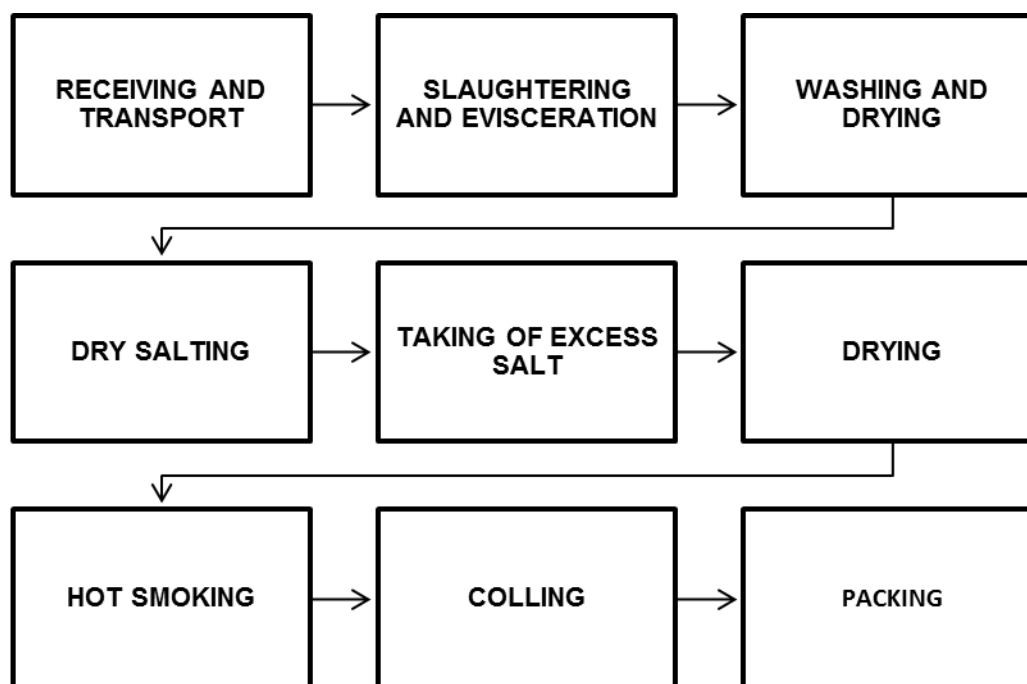 RECEIVING AND
TRANSPORT
SLAUGHTERING
AND EVISCERATION
WASHING AND
DRYING
DRY SALTING
TAKING OF EXCESS
SALT
DRYING
HOT SMOKING
COLLING
PACKING